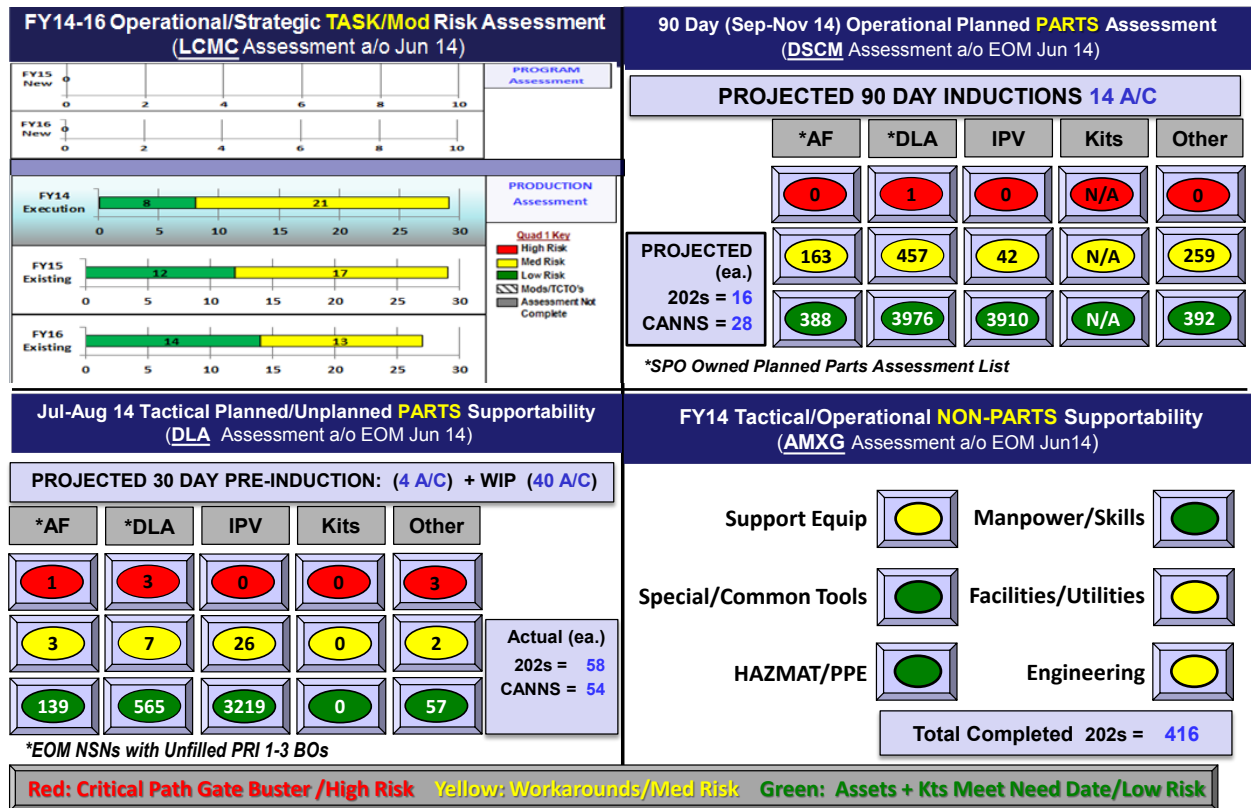 FY14-16 Operational/Strategic TASK/Mod Risk Assessment
(LCMC Assessment a/o Jun 14)
FY15
New
0
0 2 4 6 8 10
PROGRAM
Assessment
FY16
New
0
0 2 4 6 8 10
FY14
Execution
8 21
0 5 10 15 20 25 30
PRODUCTION
Assessment
FY15
Existing
12 17
0 5 10 15 20 25 30
FY16
Existing
14 13
0 5 10 15 20 25 30
Quad 1 Key
High Risk
Med Risk
Low Risk
Mods/TCTO's
Assessment Not
Complete
90 Day (Sep-Nov 14) Operational Planned PARTS Assessment
(DSCM Assessment a/o EOM Jun 14)
PROJECTED 90 DAY INDUCTIONS 14 A/C
*AF *DLA IPV Kits Other
0 1 0 N/A 0
163 457 42 N/A 259
388 3976 3910 N/A 392
PROJECTED
(ea.)
202s = 16
CANNS = 28
*SPO Owned Planned Parts Assessment List
Jul-Aug 14 Tactical Planned/Unplanned PARTS Supportability
(DLA Assessment a/o EOM Jun 14)
PROJECTED 30 DAY PRE-INDUCTION: (4 A/C) + WIP (40 A/C)
*AF *DLA IPV Kits Other
1 3 0 0 3
3 7 26 0 2
139 565 3219 0 57
Actual (ea.)
202s = 58
CANNS = 54
*EOM NSNs with Unfilled PRI 1-3 BOs
FY14 Tactical/Operational NON-PARTS Supportability
(AMXG Assessment a/o EOM Jun14)
Support Equip Manpower/Skills
Special/Common Tools Facilities/Utilities
HAZMAT/PPE Engineering
Total Completed 202s = 416
Red: Critical Path Gate Buster /High Risk Yellow: Workarounds/Med Risk Green: Assets + Kts Meet Need Date/Low Risk